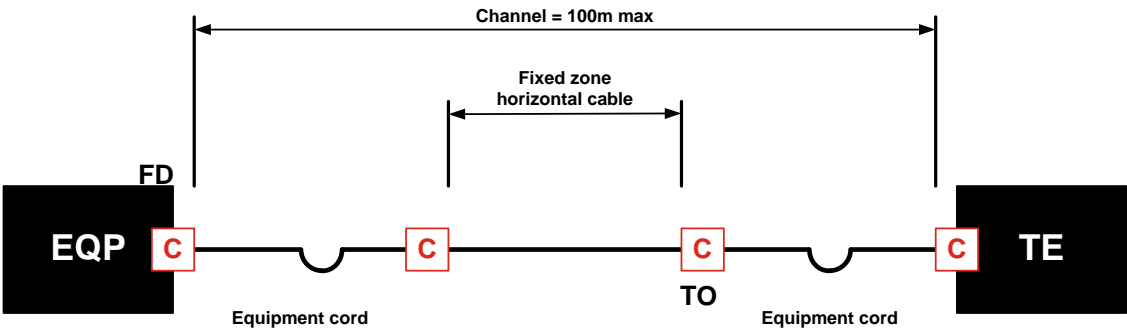 Channel = 100m max
Fixed zone
horizontal cable
FD
EQP
C
C
C
C
TE
TO
Equipment cord
Equipment cord